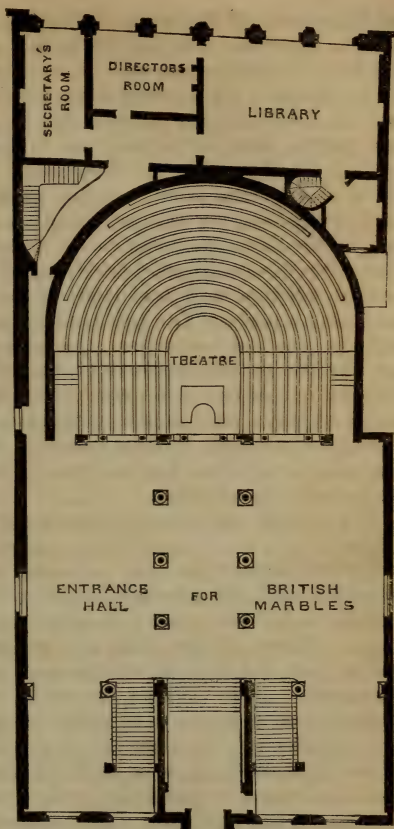 SECRETARY'S
ROOM
DIRECTORS
ROOM
LIBRARY
THEATRE
ENTRANCE
HALL
FOR
BRITISH
MARBLES